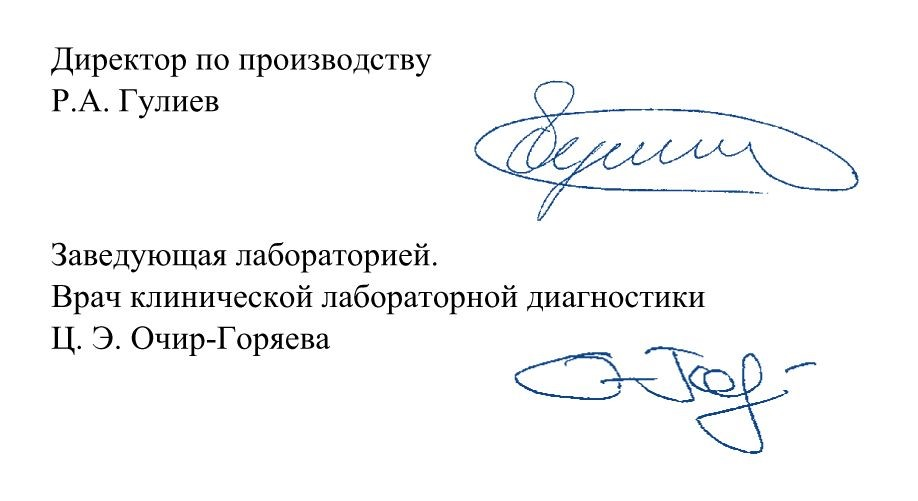 Директор по производству
Р.А. Гулиев
Заведующая лабораторией.
Врач клинической лабораторной диагностики
Ц. Э. Очир-Горяева